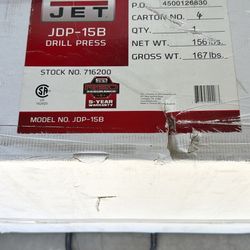 JET
JDP-15B
DRILL PRESS
STOCK NO. 716200
5-YEAR
WARRANTY
MODEL NO. JDP-15B
P.O. 4500126830
CARTON NO. 4
QTY. 1
NET WT. 156 lbs.
GROSS WT. 167 lbs.